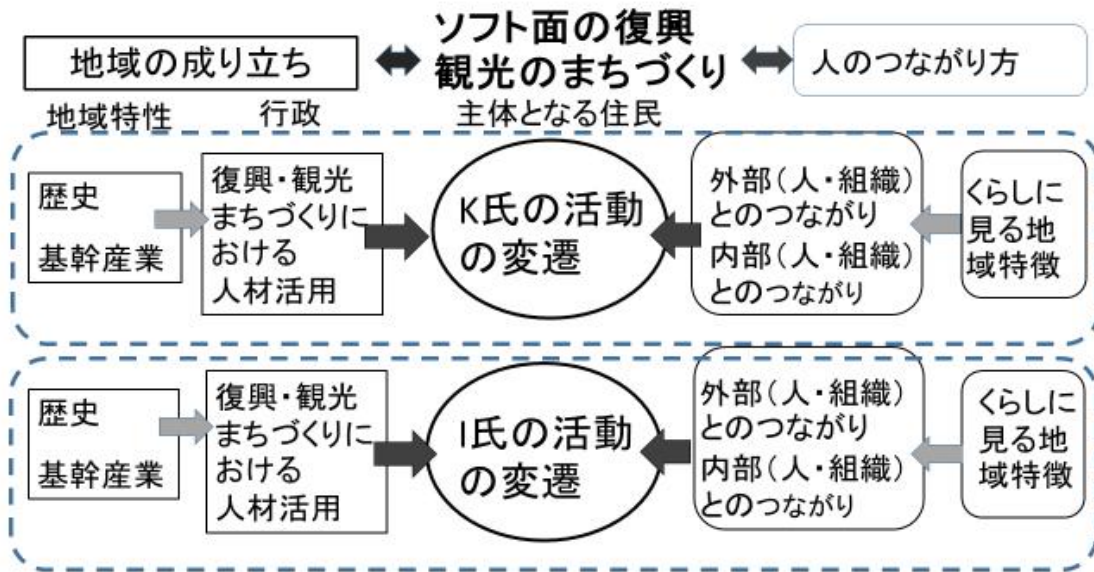 ソフト面の復興
観光のまちづくり
地域の成り立ち
人のつながり方
地域特性
行政
主体となる住民
歴史
基幹産業
復興・観光
まちづくりに
おける
人材活用
K氏の活動
の変遷
外部(人・組織)
とのつながり
内部(人・組織)
とのつながり
くらしに
見る地
域特徴
歴史
基幹産業
復興・観光
まちづくりに
おける
人材活用
I氏の活動
の変遷
外部(人・組織)
とのつながり
内部(人・組織)
とのつながり
くらしに
見る地
域特徴